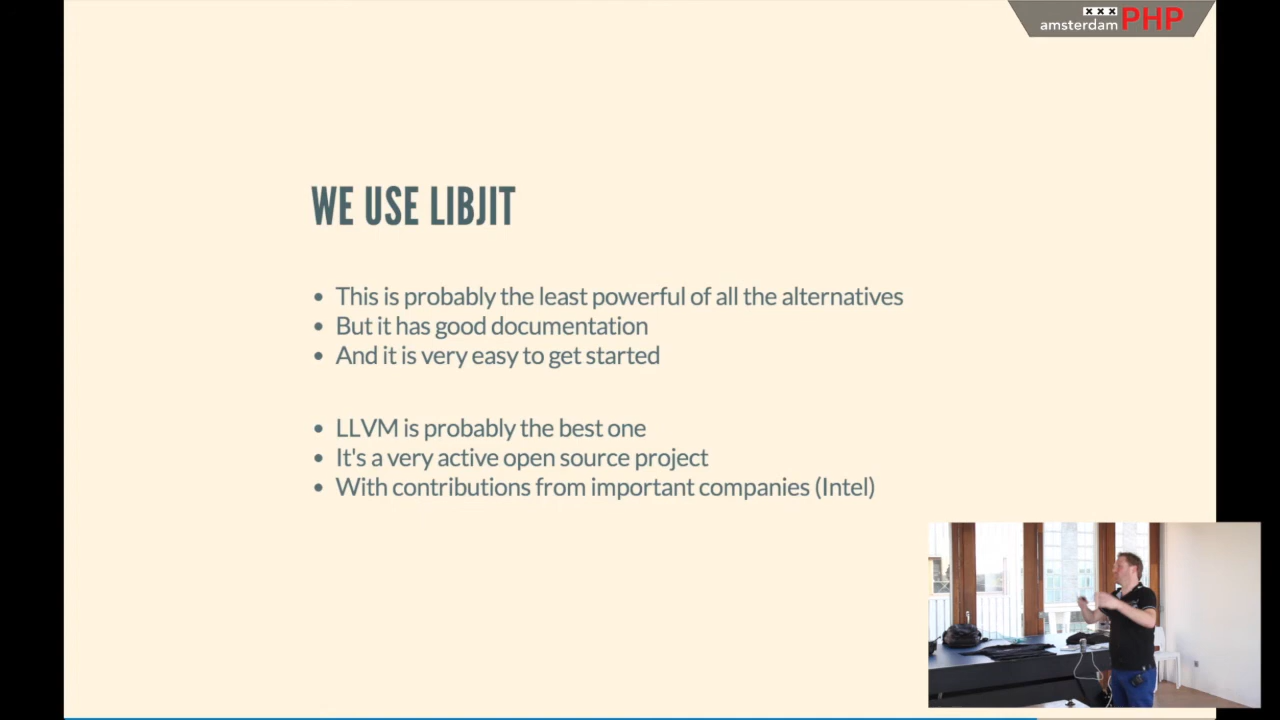 XXX
amsterdam PHP
WE USE LIBJIT
This is probably the least powerful of all the alternatives
But it has good documentation
And it is very easy to get started
LLVM is probably the best one
It's a very active open source project
With contributions from important companies (Intel)